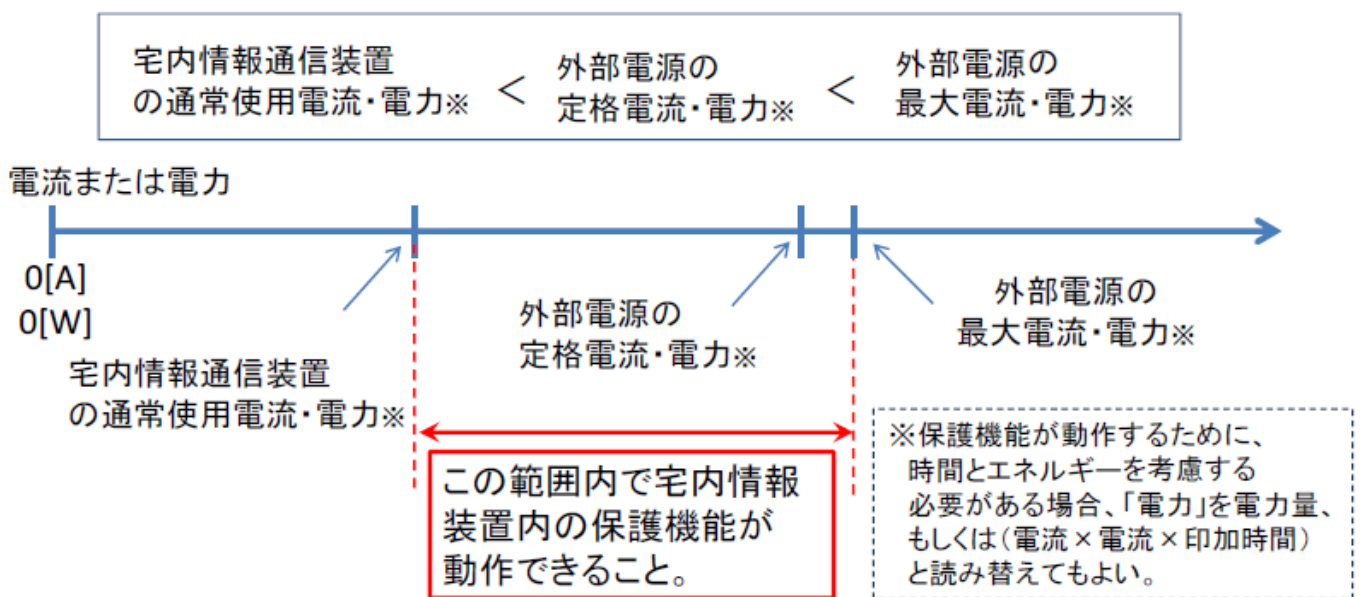 宅内情報通信装置
の通常使用電流・電力※
＜
外部電源の
定格電流・電力※
＜
外部電源の
最大電流・電力※
電流または電力
0[A]
0[W]
宅内情報通信装置
の通常使用電流・電力※
外部電源の
定格電流・電力※
外部電源の
最大電流・電力※
この範囲内で宅内情報
装置内の保護機能が
動作できること。
※保護機能が動作するために、
時間とエネルギーを考慮する
必要がある場合、「電力」を電力量、
もしくは（電流×電流×印加時間）
と読み替えてもよい。